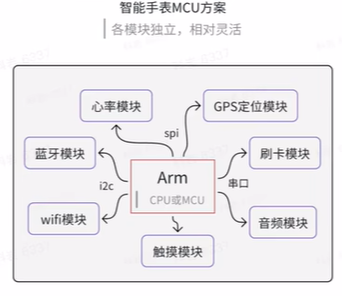 智能手表MCU方案
各模块独立，相对灵活
心率模块
GPS定位模块
spi
蓝牙模块
刷卡模块
Arm
CPU或MCU
i2c
串口
wifi模块
音频模块
触摸模块